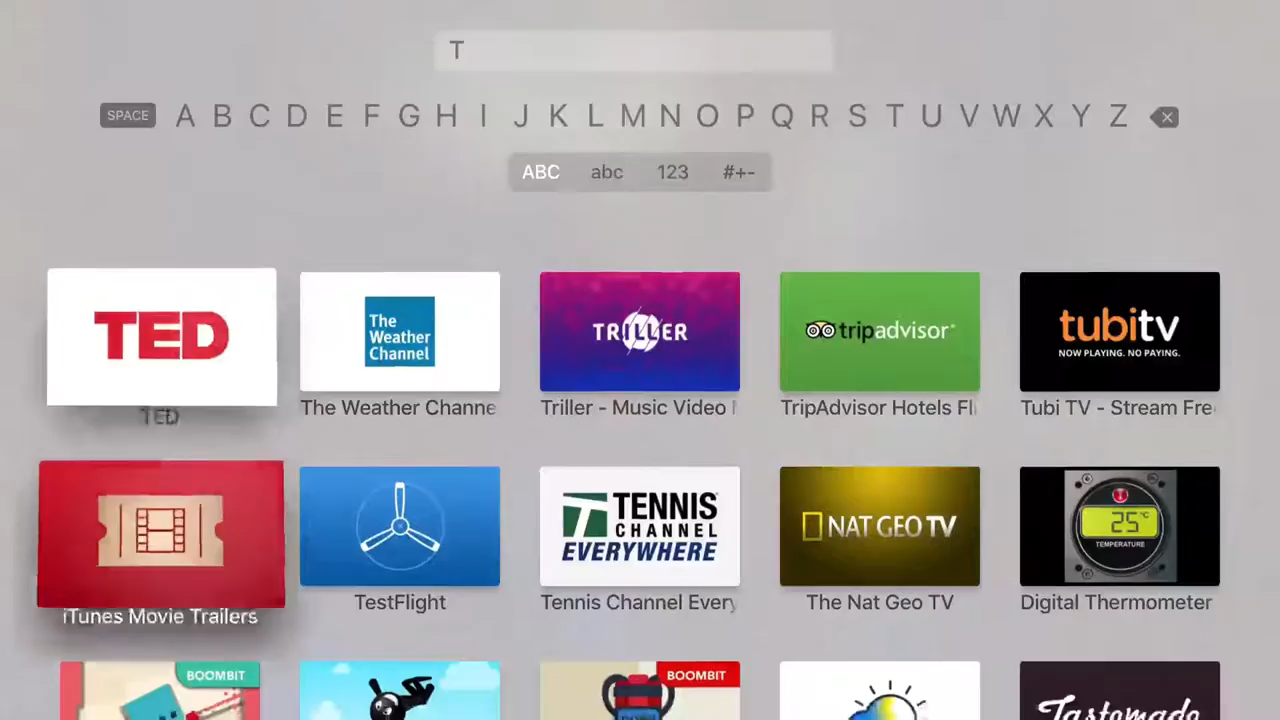 T
SPACE A B C D E F G H I J K L M N O P Q R S T U V W X Y Z
ABC abc 123 #+-
TED
The
Weather
Channel
TRILLER
tripadvisor
tubitv
NOW PLAYING. NO PAYING.
TED
The Weather Channe
Triller - Music Video
TripAdvisor Hotels Fl
Tubi TV - Stream Fre
TENNIS
CHANNEL
EVERYWHERE
NAT GEO TV
25 °C
TEMPERATURE
iTunes Movie Trailers
TestFlight
Tennis Channel Every
The Nat Geo TV
Digital Thermometer
BOOMBIT
BOOMBIT
Tastemade